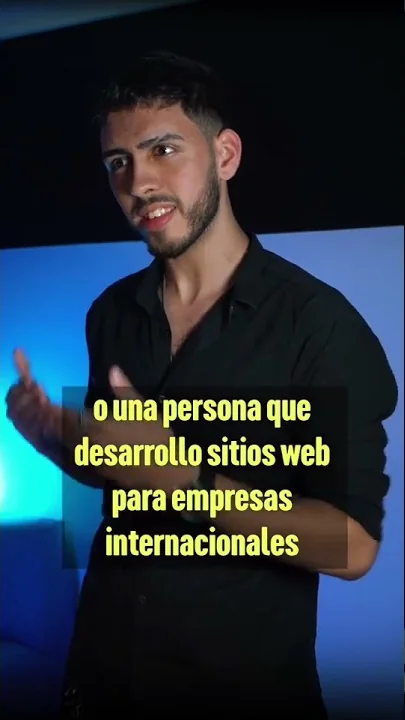 o una persona que
desarrollo sitios web
para empresas
internacionales